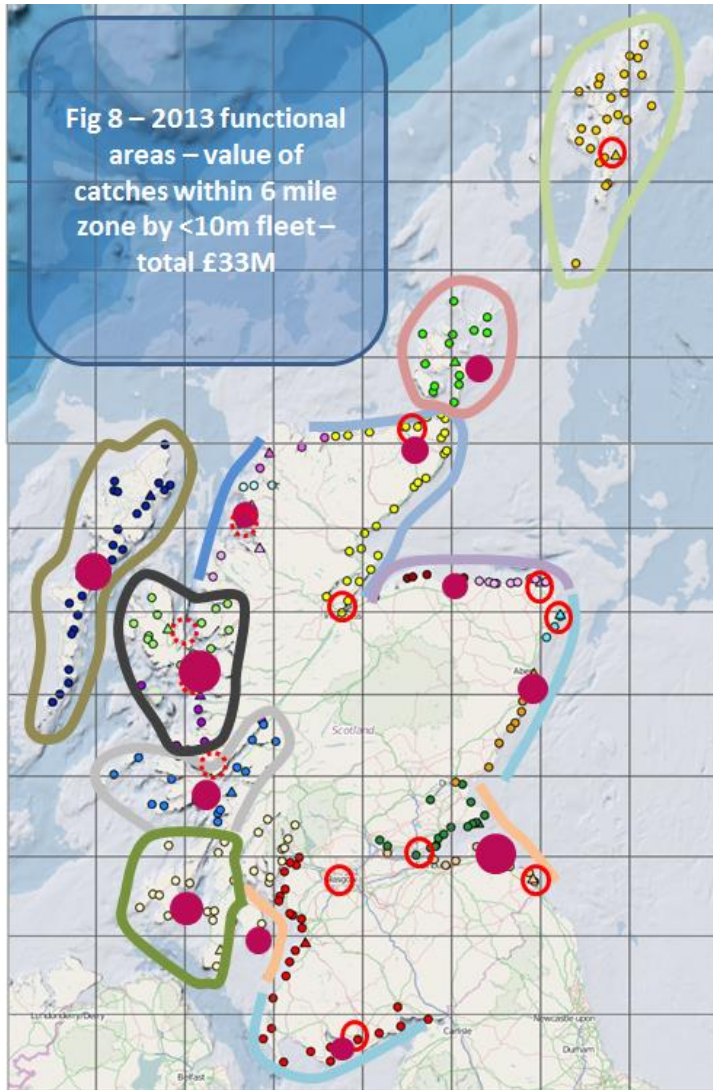 Fig 8 – 2013 functional
areas – value of
catches within 6 mile
zone by <10m fleet –
total £33M
Scotland
Glasgow
Londonderry/Derry
Carlisle
Newcastle upon
Durham
Belfast